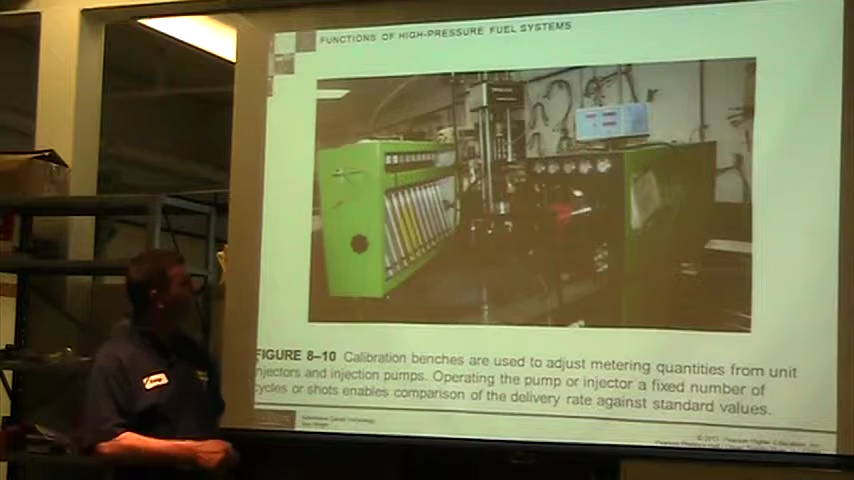 FUNCTIONS OF HIGH-PRESSURE FUEL SYSTEMS
FIGURE 8–10 Calibration benches are used to adjust metering quantities from unit
injectors and injection pumps. Operating the pump or injector a fixed number of
cycles or shots enables comparison of the delivery rate against standard values.